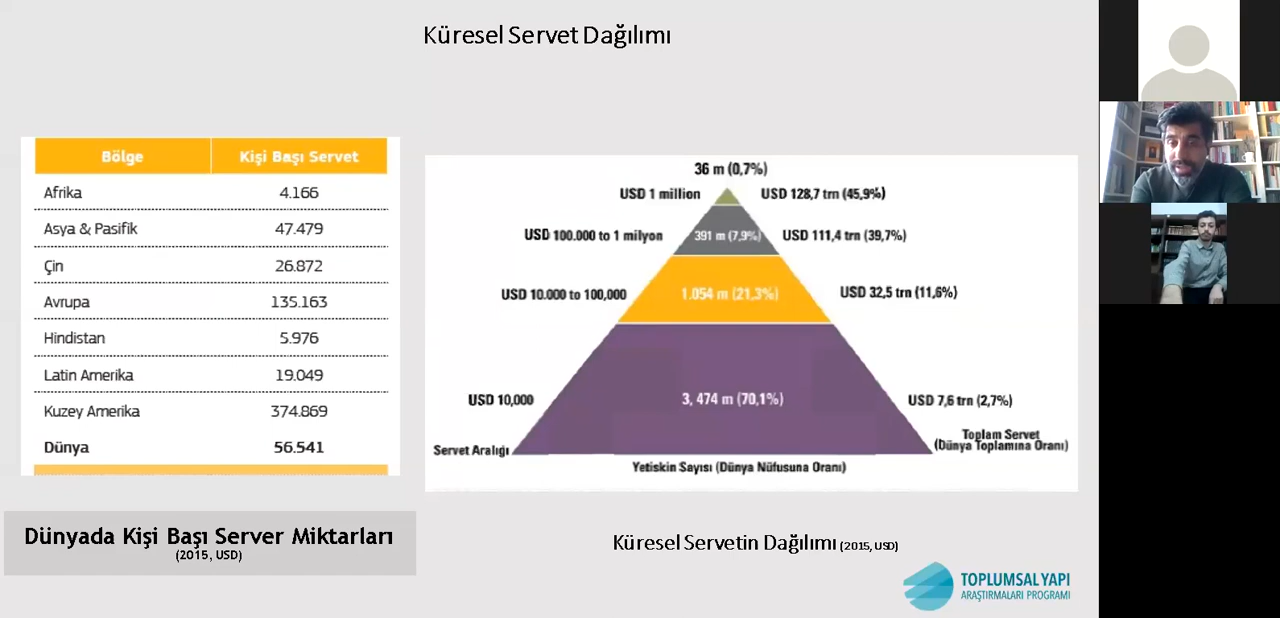 Küresel Servet Dağılımı
Bölge Kişi Başı Servet
Afrika 4.166
Asya & Pasifik 47.479
Çin 26.872
Avrupa 135.163
Hindistan 5.976
Latin Amerika 19.049
Kuzey Amerika 374.869
Dünya 56.541
Dünyada Kişi Başı Server Miktarları
(2015, USD)
36 m (0,7%)
USD 1 million USD 128,7 trn (45,9%)
USD 100.000 to 1 milyon 391 m (7,9%) USD 111,4 trn (39,7%)
USD 10.000 to 100,000 1.054 m (21,3%) USD 32,5 trn (11,6%)
USD 10,000 3, 474 m (70,1%) USD 7,6 trn (2,7%)
Servet Aralığı
Toplam Servet
(Dünya Toplamına Oranı)
Yetiskin Sayısı (Dünya Nüfusuna Oranı)
Küresel Servetin Dağılımı (2015, USD)
TOPLUMSAL YAPI
ARAŞTIRMALARI PROGRAMI